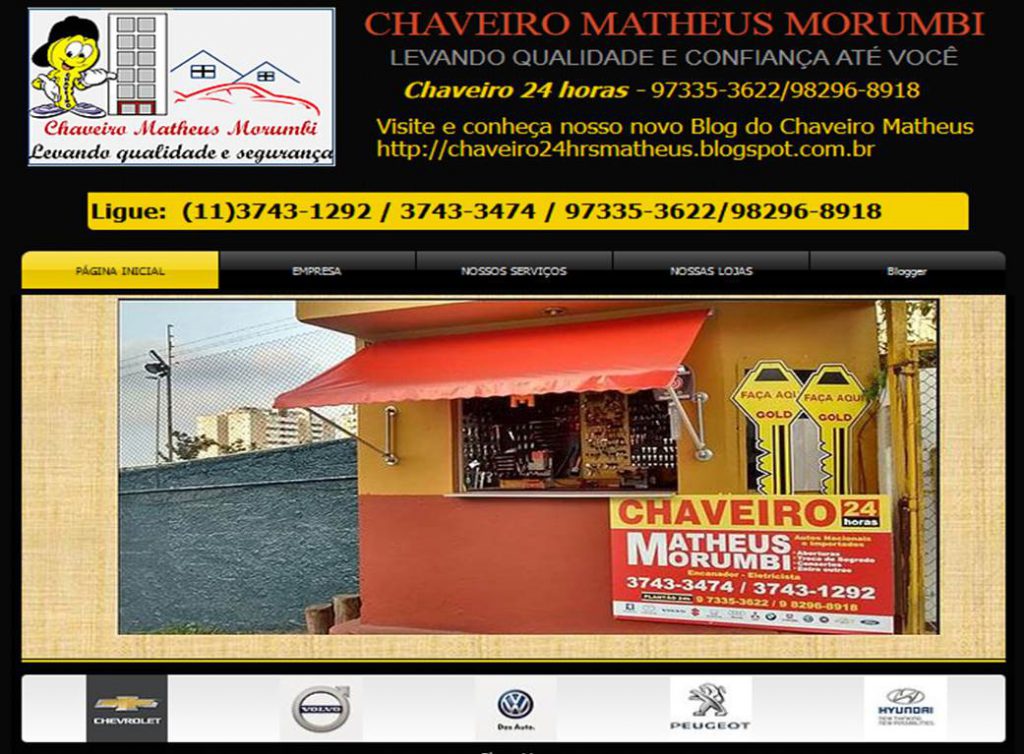 CHAVEIRO MATHEUS MORUMBI
LEVANDO QUALIDADE E CONFIANÇA ATÉ VOCÊ
Chaveiro 24 horas - 97335-3622/98296-8918
Visite e conheça nosso novo Blog do Chaveiro Matheus
http://chaveiro24hrsmatheus.blogspot.com.br
Chaveiro Matheus Morumbi
Levando qualidade e segurança
Ligue: (11)3743-1292 / 3743-3474 / 97335-3622/98296-8918
PÁGINA INICIAL
EMPRESA
NOSSOS SERVIÇOS
NOSSAS LOJAS
Blogger
FAÇA AQUI
GOLD
FAÇA AQUI
GOLD
CHAVEIRO 24 horas
MATHEUS
MORUMBI
Autos Nacionais
e Importados
Aberturas
Troca de Segredo
Consertos
Entre outros
Encanador - Eletricista
3743-3474 / 3743-1292
PLANTÃO 24h 9 7335-3622 / 9 8296-8918
CHEVROLET
VOLVO
Das Auto.
PEUGEOT
HYUNDAI
NEW THINKING.
NEW POSSIBILITIES.